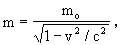 m = m₀ / √(1 − v² / c²) ,